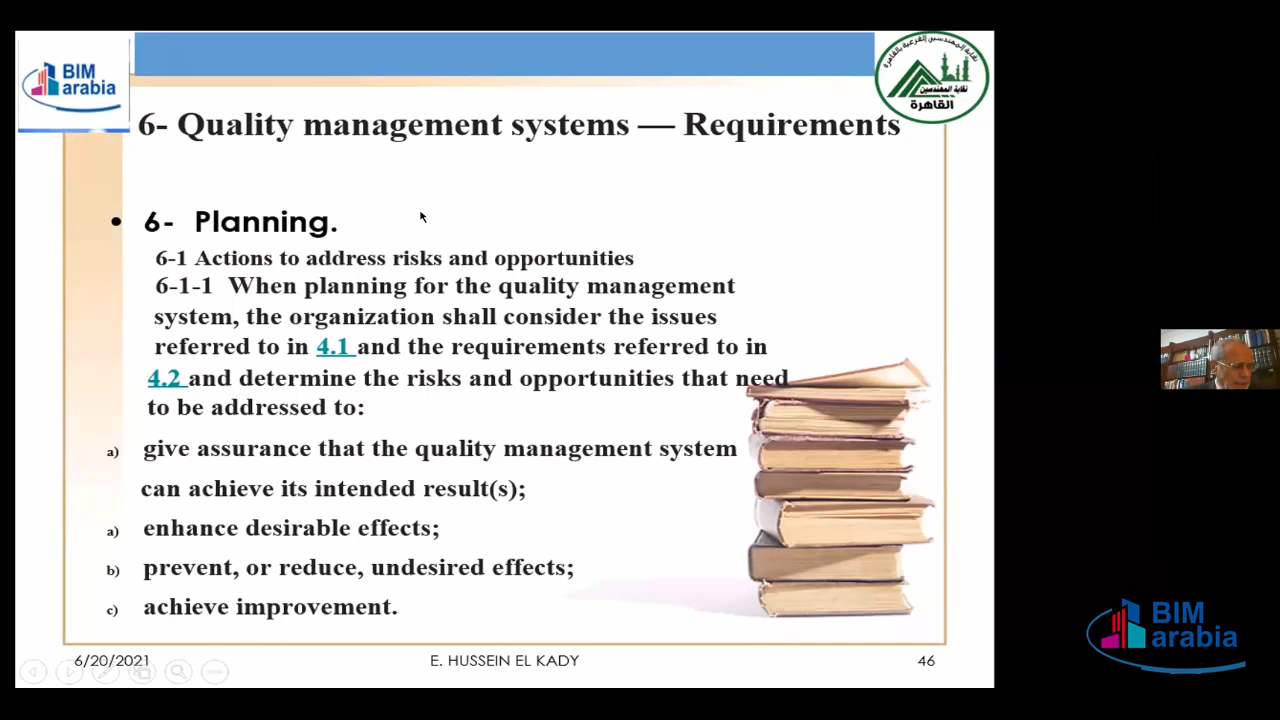 BIM
arabia
نقابة المهندسين الفرعية بالقاهرة
نقابة المهندسين
القاهرة
6- Quality management systems — Requirements
• 6- Planning.
6-1 Actions to address risks and opportunities
6-1-1 When planning for the quality management
system, the organization shall consider the issues
referred to in 4.1 and the requirements referred to in
4.2 and determine the risks and opportunities that need
to be addressed to:
a) give assurance that the quality management system
can achieve its intended result(s);
a) enhance desirable effects;
b) prevent, or reduce, undesired effects;
c) achieve improvement.
6/20/2021
E. HUSSEIN EL KADY
46
BIM
arabia